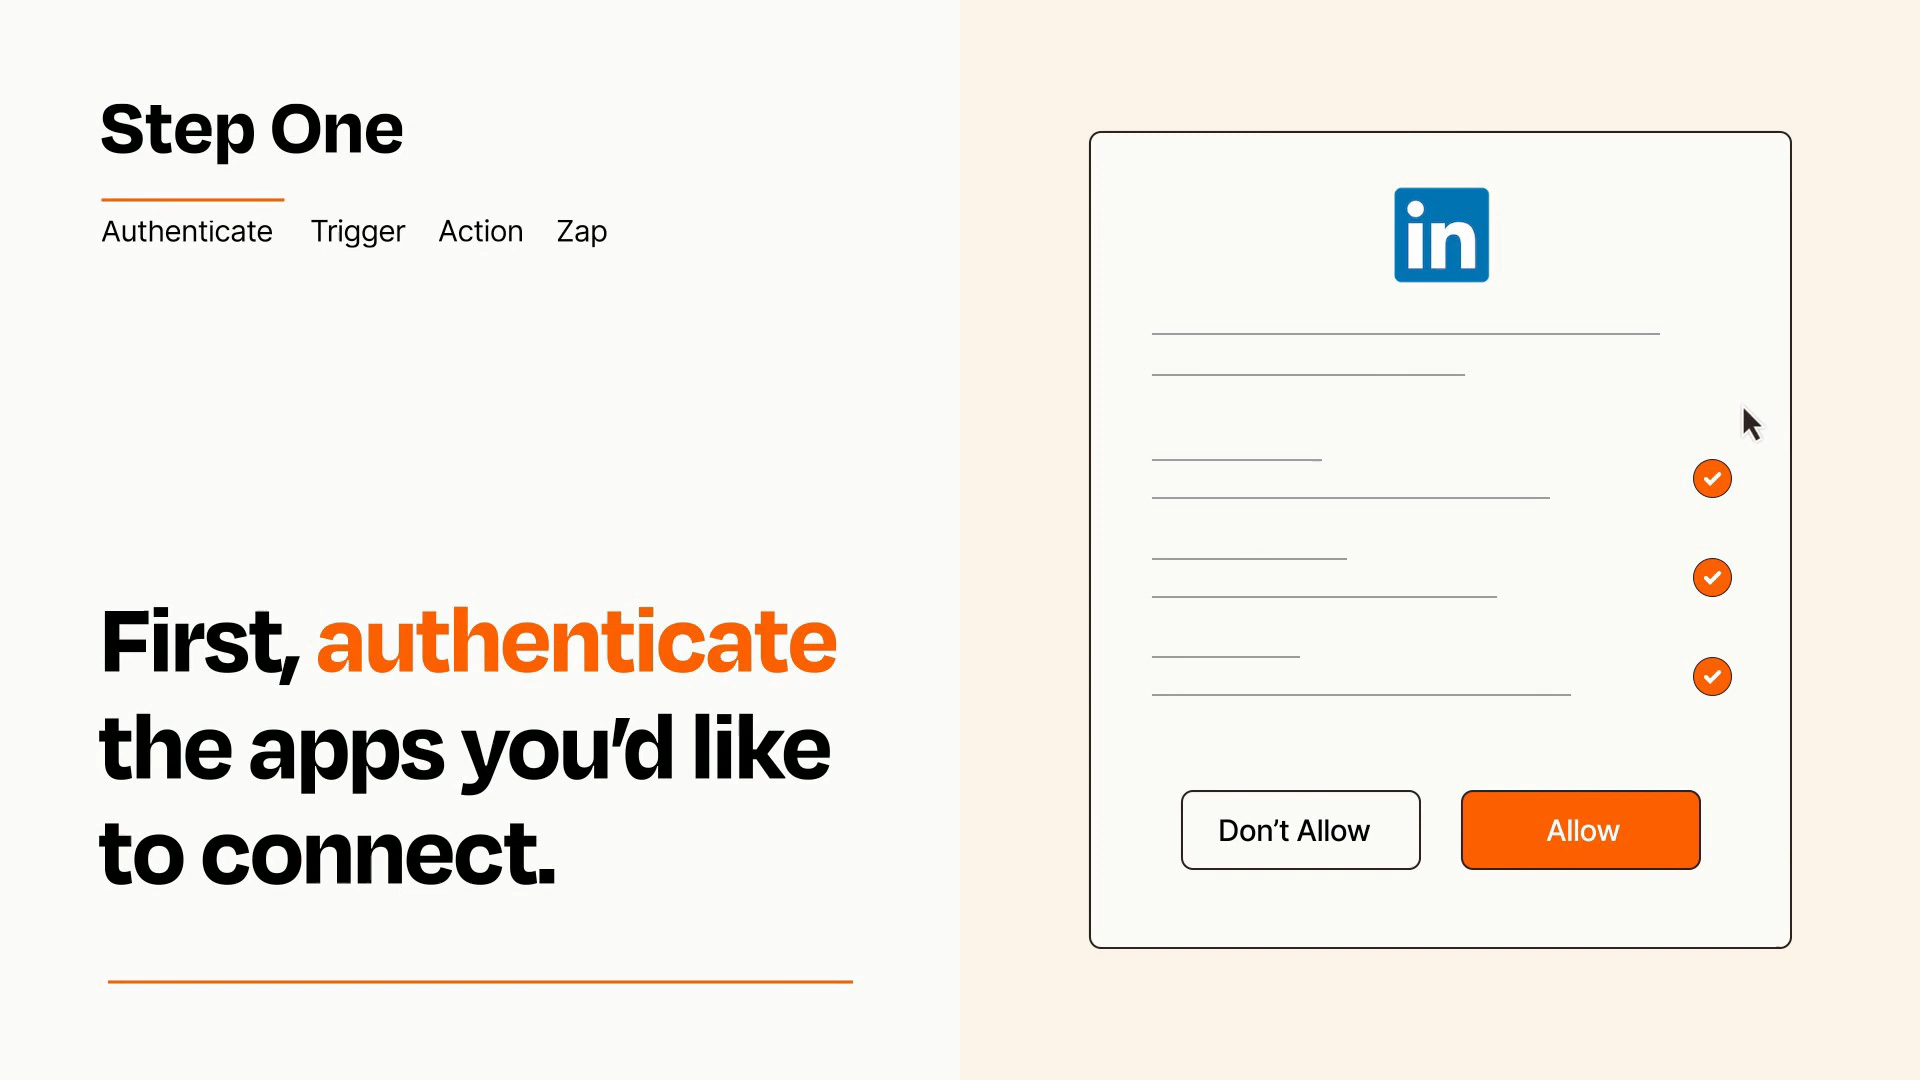 Step One
Authenticate Trigger Action Zap
First, authenticate
the apps you’d like
to connect.
in
Don’t Allow
Allow